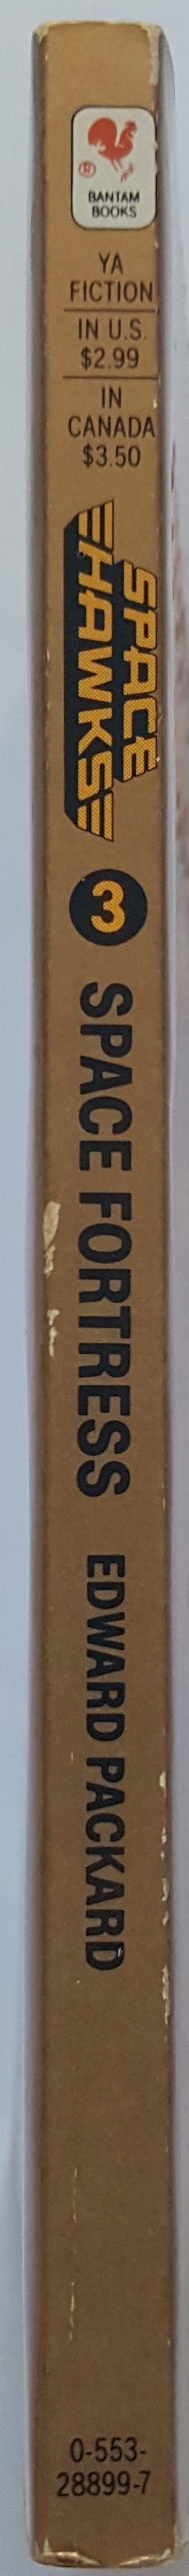 ®
BANTAM
BOOKS
YA
FICTION
IN U.S.
$2.99
IN
CANADA
$3.50
SPACE
HAWKS
3
SPACE FORTRESS
EDWARD PACKARD
0-553-
28899-7